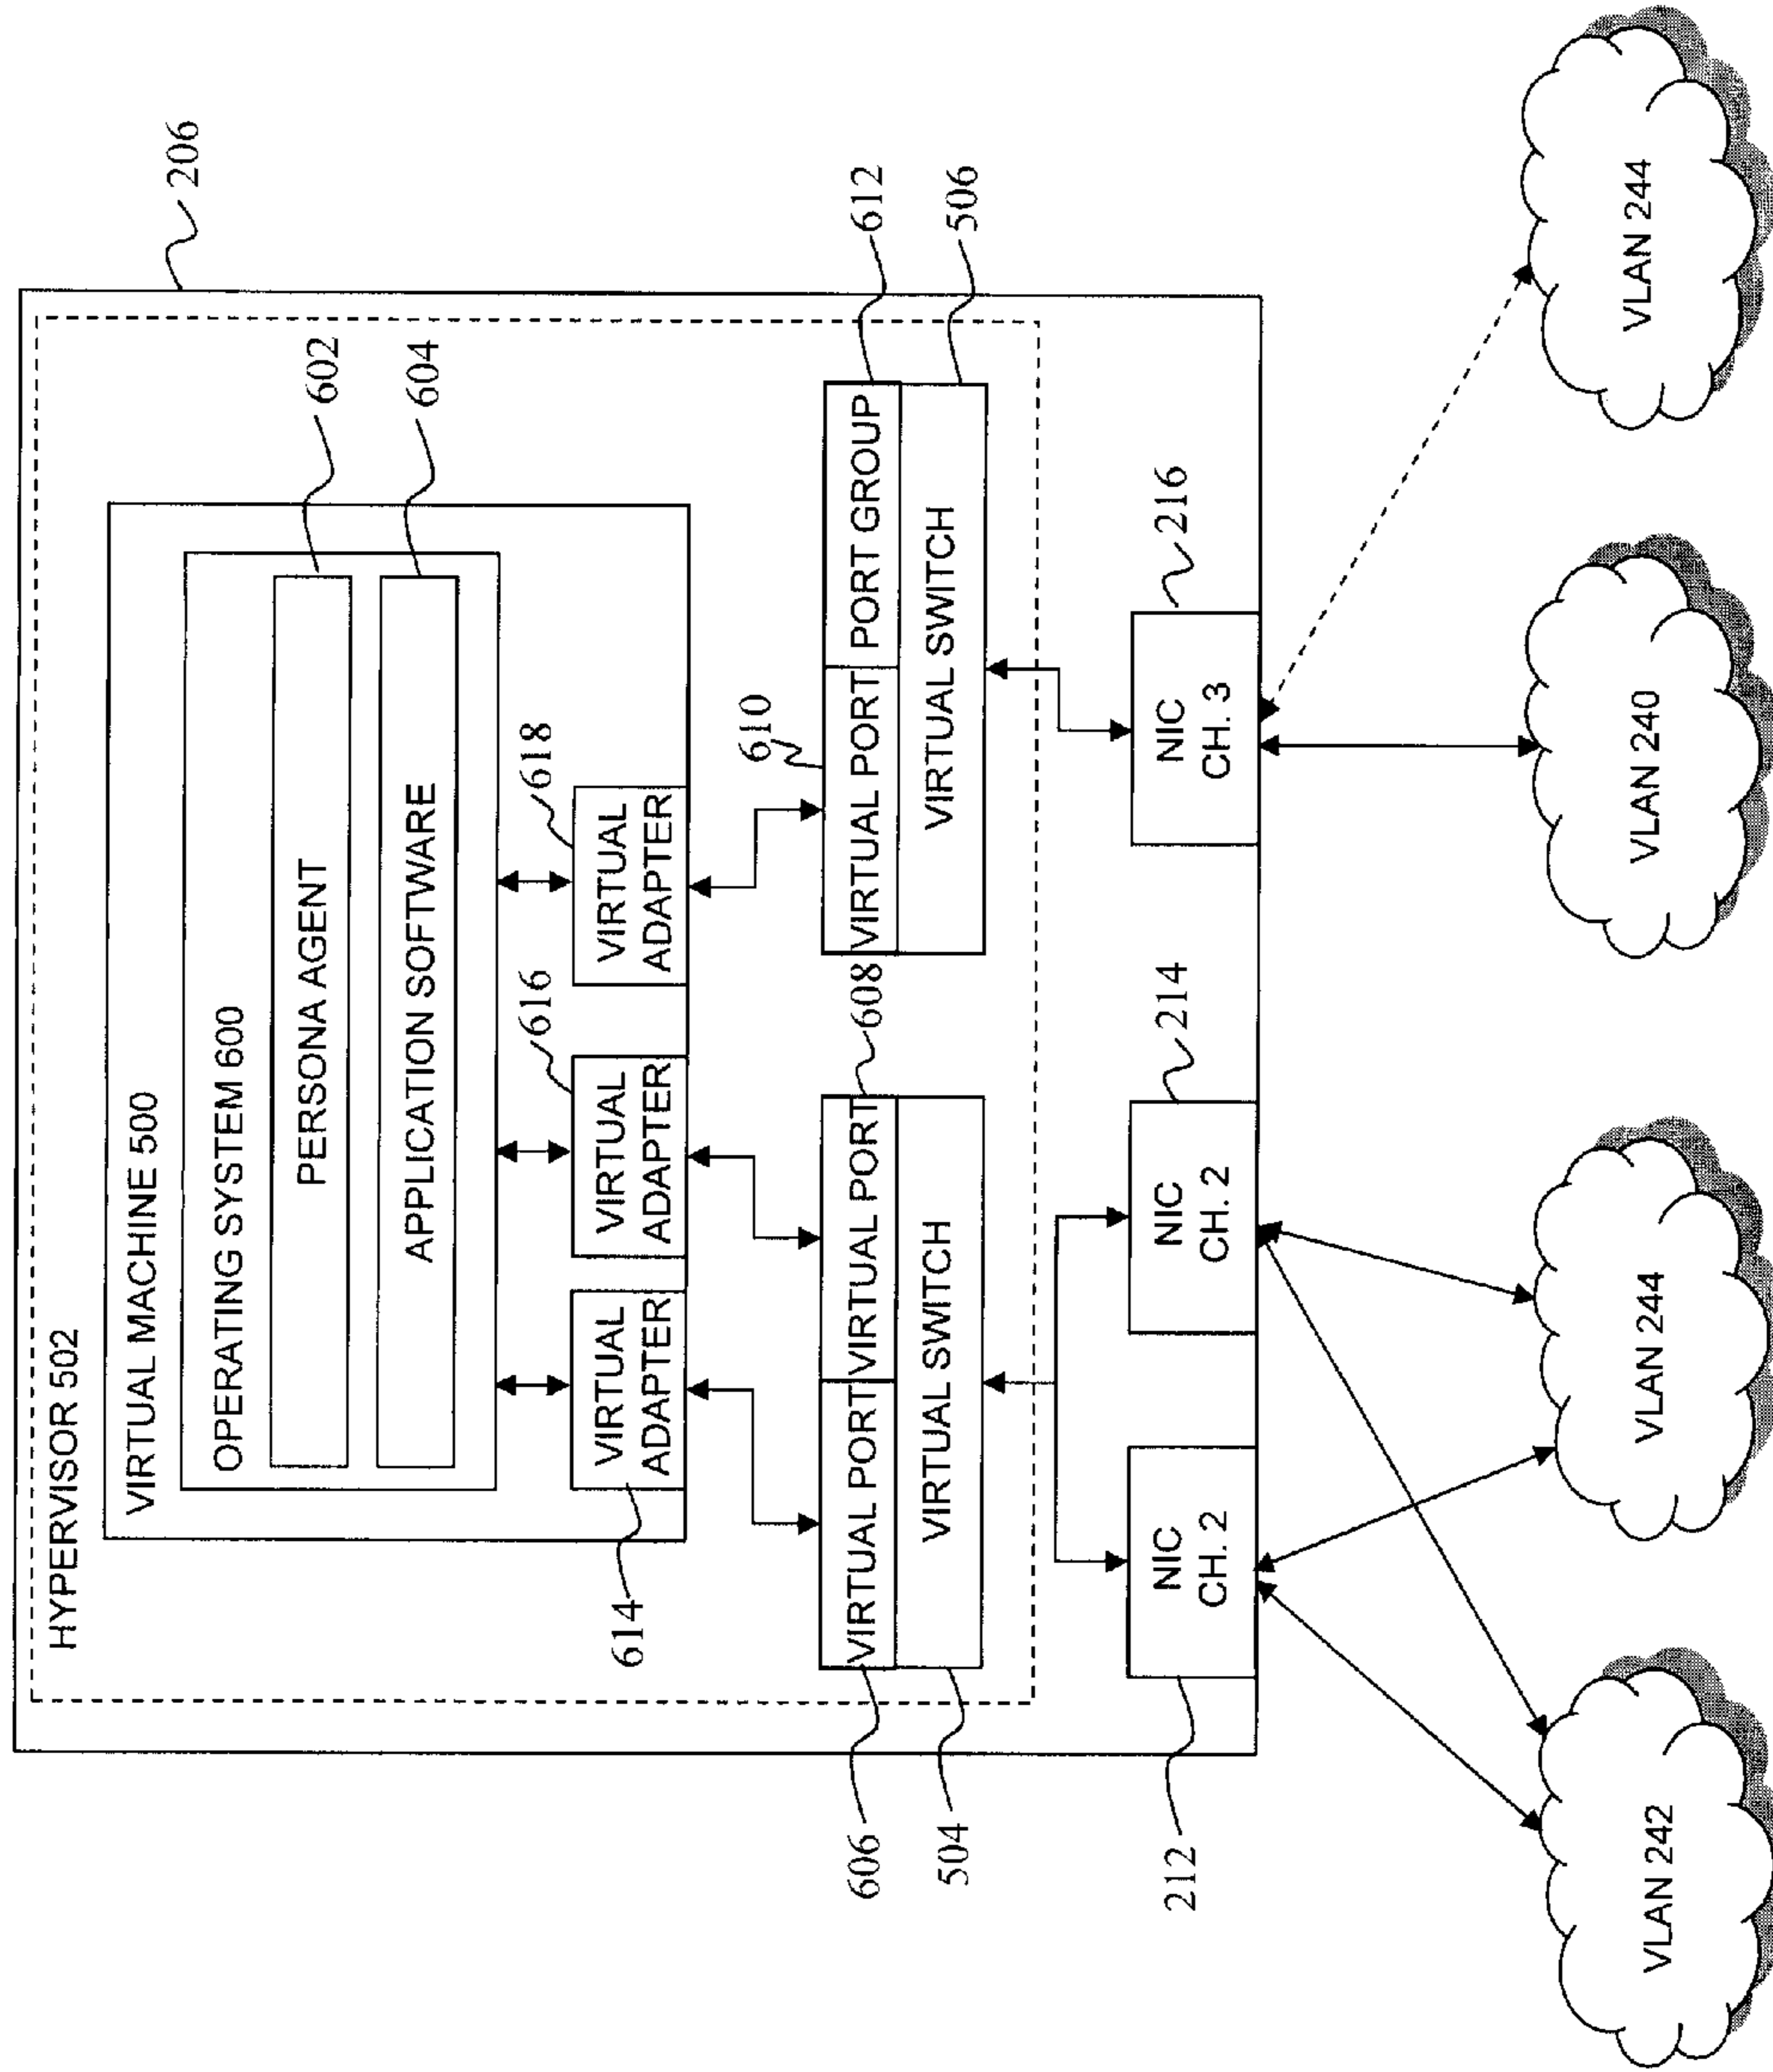 206
HYPERVISOR 502
VIRTUAL MACHINE 500
OPERATING SYSTEM 600
PERSONA AGENT
602
APPLICATION SOFTWARE
604
614
VIRTUAL
ADAPTER
616
VIRTUAL
ADAPTER
618
VIRTUAL
ADAPTER
606
VIRTUAL PORT
VIRTUAL PORT
608
610
VIRTUAL PORT
PORT GROUP
612
504
VIRTUAL SWITCH
VIRTUAL SWITCH
506
212
NIC
CH. 2
NIC
CH. 2
214
NIC
CH. 3
216
VLAN 242
VLAN 244
VLAN 240
VLAN 244